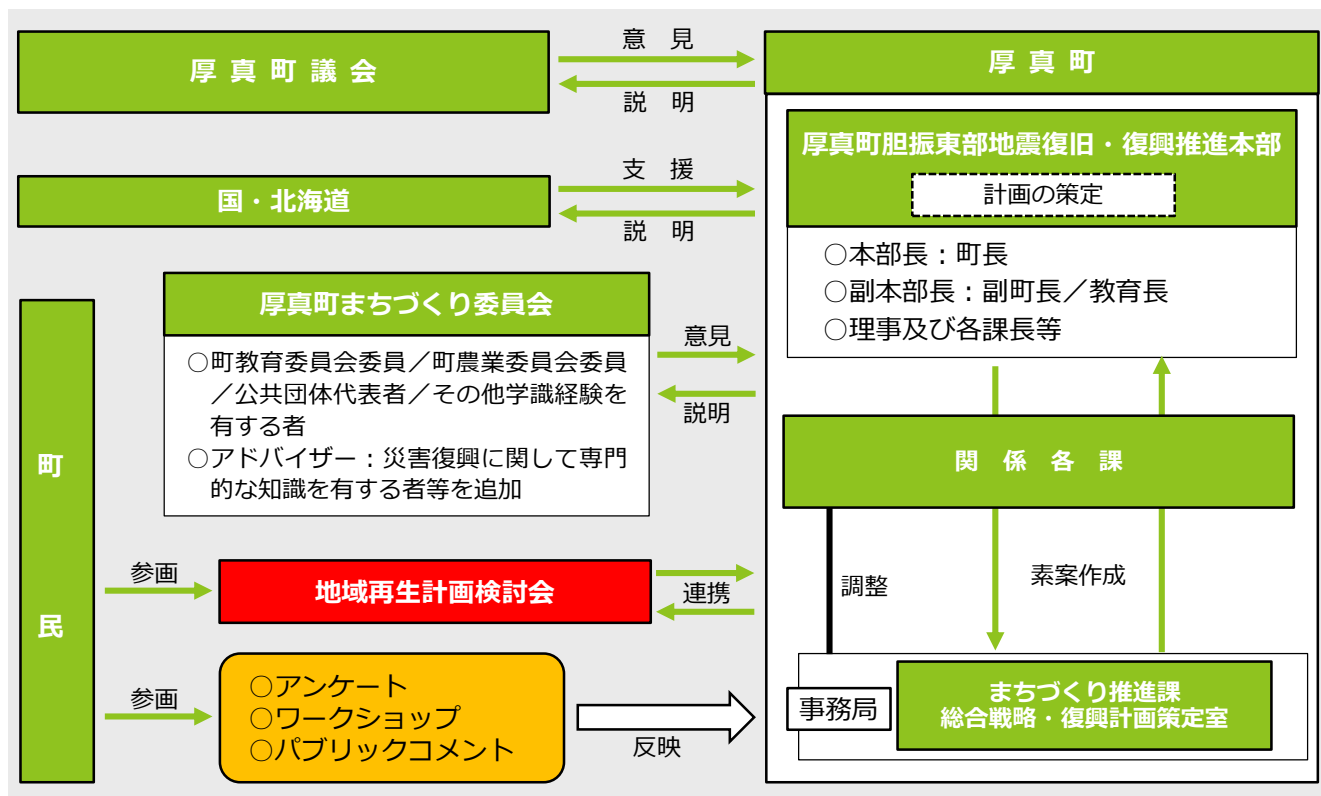 厚真町議会
意　見
説　明
厚真町
厚真町胆振東部地震復旧・復興推進本部
計画の策定
○本部長：町長
○副本部長：副町長／教育長
○理事及び各課長等
国・北海道
支　援
説　明
厚真町まちづくり委員会
○町教育委員会委員／町農業委員会委員
／公共団体代表者／その他学識経験を
有する者
○アドバイザー：災害復興に関して専門
的な知識を有する者等を追加
意見
説明
関係各課
調整
素案作成
町民
参画
地域再生計画検討会
連携
参画
○アンケート
○ワークショップ
○パブリックコメント
反映
事務局
まちづくり推進課
総合戦略・復興計画策定室